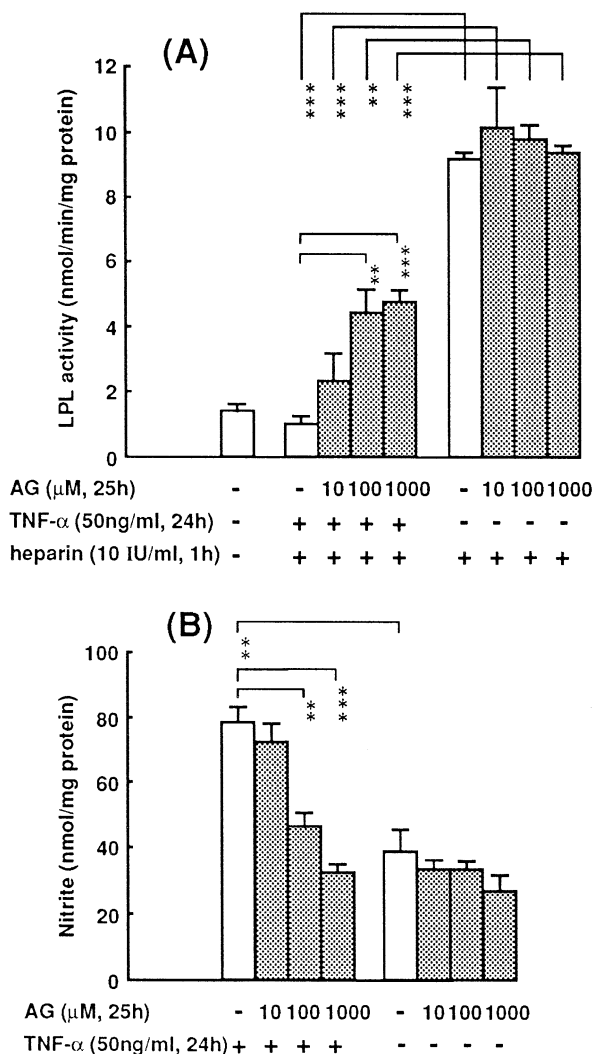 (A)
*** *** ** ***
12
10
8
6
4
2
0
LPL activity (nmol/min/mg protein)
** ***
AG (μM, 25h) - - 10 100 1000 - 10 100 1000
TNF-α (50ng/ml, 24h) - + + + + - - - -
heparin (10 IU/ml, 1h) - + + + + + + + +
(B)
**
100
80
60
40
20
0
Nitrite (nmol/mg protein)
** ***
AG (μM, 25h) - 10 100 1000 - 10 100 1000
TNF-α (50ng/ml, 24h) + + + + - - - -